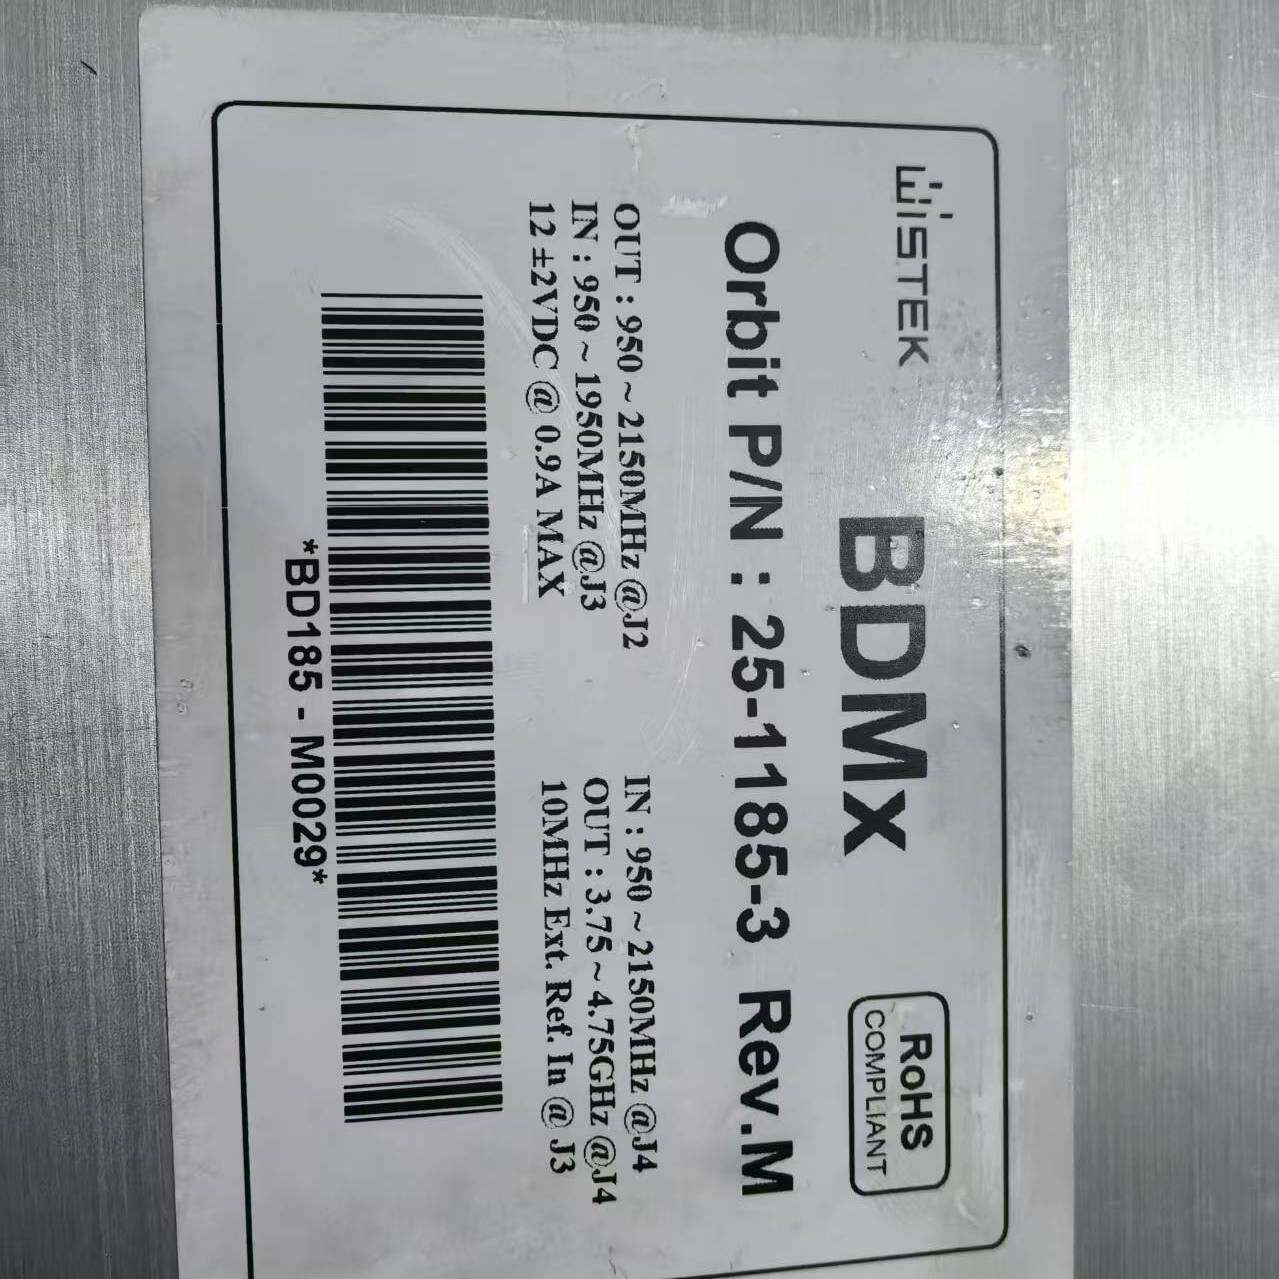 WiSTEK
BDMx
RoHS
COMPLIANT
Orbit P/N : 25-1185-3 Rev.M
OUT : 950 ~ 2150MHz @J2
IN : 950 ~ 1950MHz @J3
12 ±2VDC @ 0.9A MAX
IN : 950 ~ 2150MHz @J4
OUT : 3.75 ~ 4.75GHz @J4
10MHz Ext. Ref. In @ J3
*BD185 - M0029*